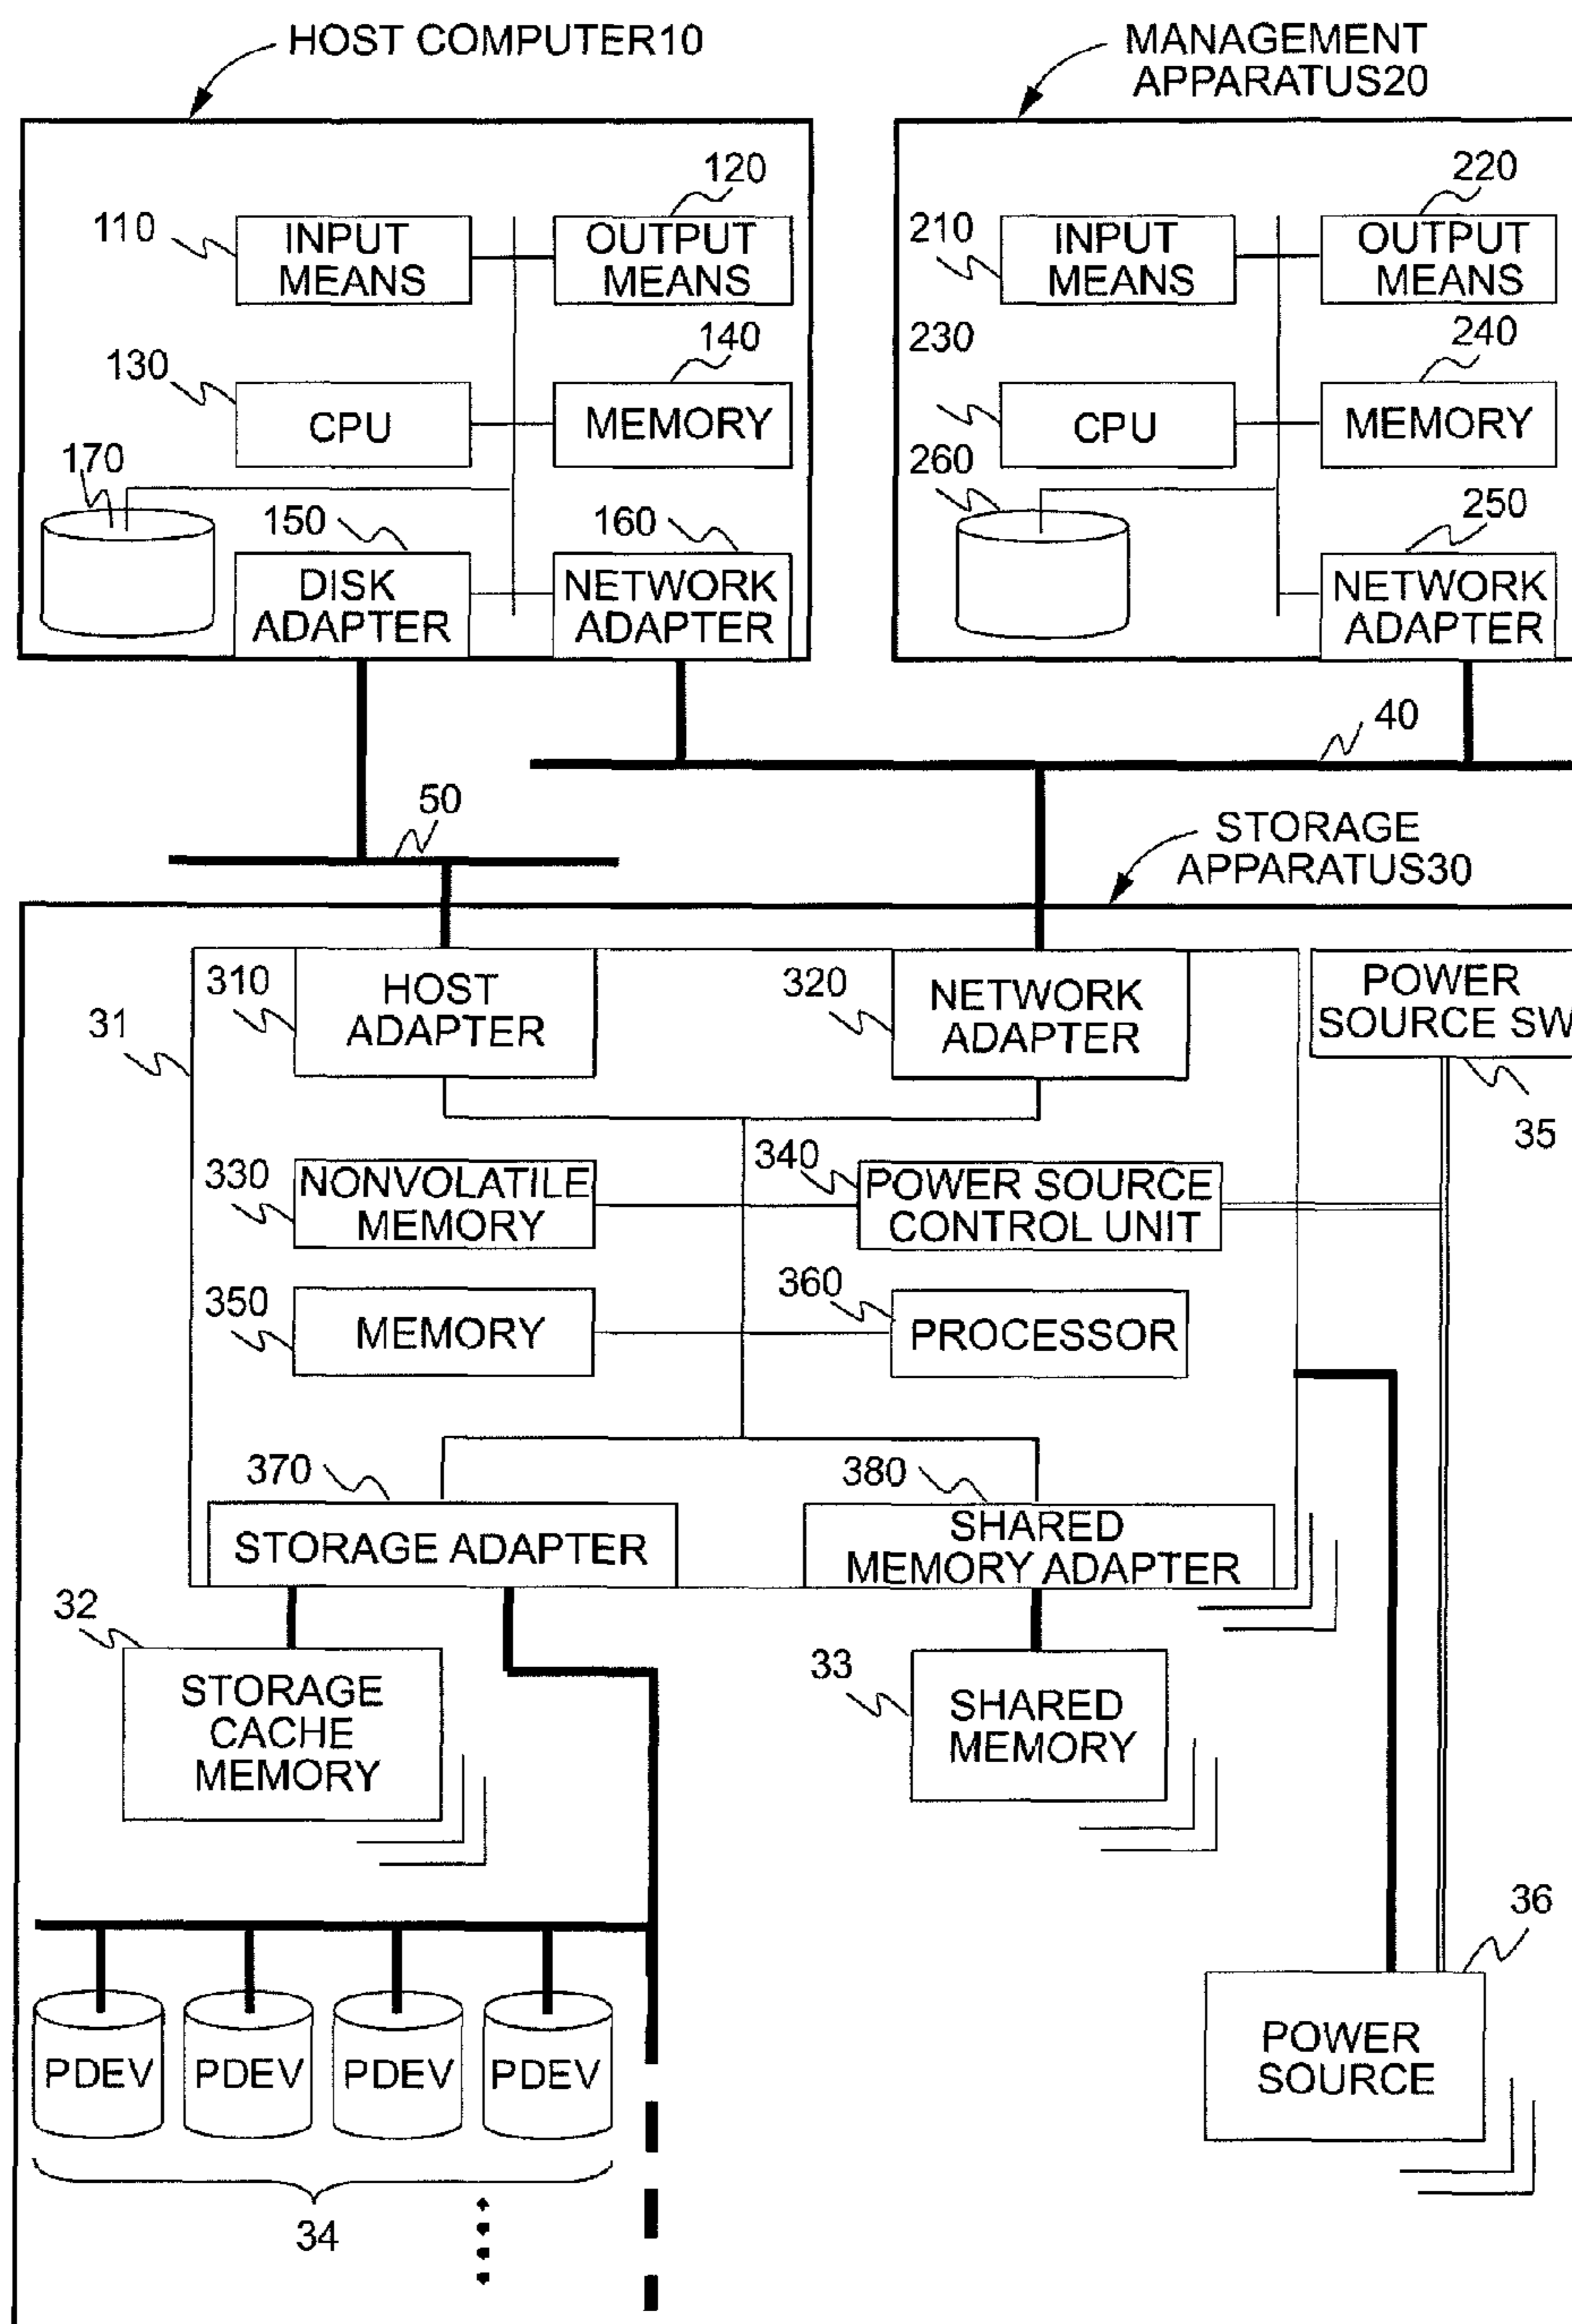 HOST COMPUTER10
MANAGEMENT
APPARATUS20
110
INPUT
MEANS
120
OUTPUT
MEANS
130
CPU
140
MEMORY
170
150
DISK
ADAPTER
160
NETWORK
ADAPTER
210
INPUT
MEANS
220
OUTPUT
MEANS
230
CPU
240
MEMORY
260
250
NETWORK
ADAPTER
40
50
STORAGE
APPARATUS30
31
310
HOST
ADAPTER
320
NETWORK
ADAPTER
POWER
SOURCE SW
35
330
NONVOLATILE
MEMORY
340
POWER SOURCE
CONTROL UNIT
350
MEMORY
360
PROCESSOR
370
STORAGE ADAPTER
380
SHARED
MEMORY ADAPTER
32
STORAGE
CACHE
MEMORY
33
SHARED
MEMORY
36
POWER
SOURCE
PDEV
PDEV
PDEV
PDEV
34